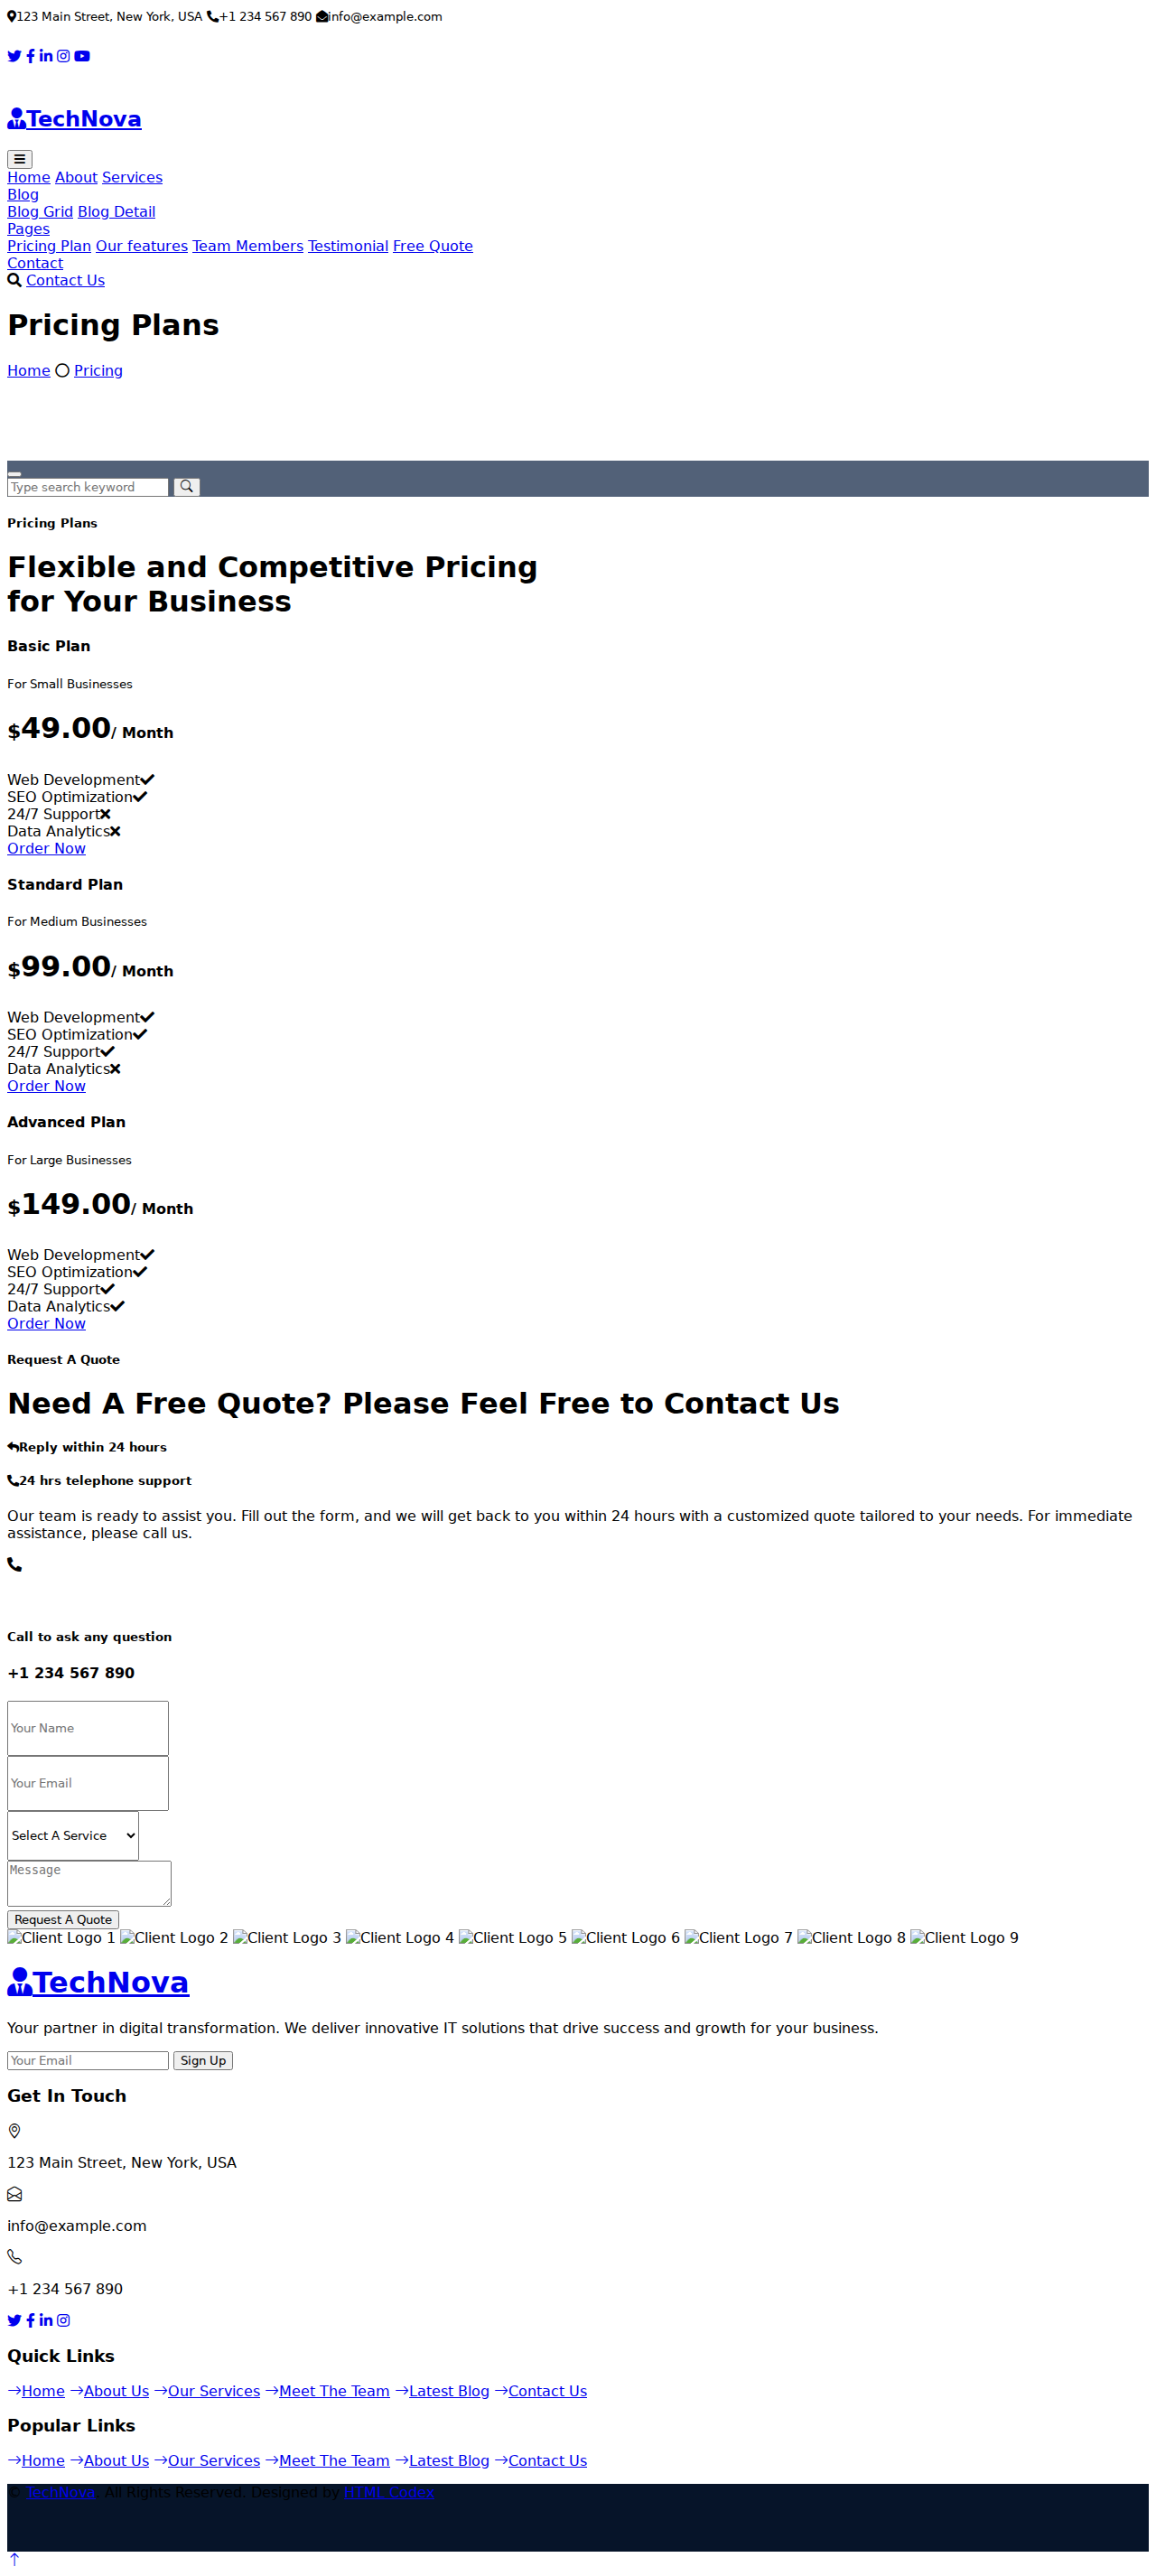 123 Main Street, New York, USA +1 234 567 890 info@example.com
TechNova
Home About Services
Blog
Blog Grid Blog Detail
Pages
Pricing Plan Our features Team Members Testimonial Free Quote
Contact
Contact Us
Pricing Plans
Home Pricing
Type search keyword
Pricing Plans
Flexible and Competitive Pricing
for Your Business
Basic Plan
For Small Businesses
$49.00/ Month
Web Development
SEO Optimization
24/7 Support
Data Analytics
Order Now
Standard Plan
For Medium Businesses
$99.00/ Month
Web Development
SEO Optimization
24/7 Support
Data Analytics
Order Now
Advanced Plan
For Large Businesses
$149.00/ Month
Web Development
SEO Optimization
24/7 Support
Data Analytics
Order Now
Request A Quote
Need A Free Quote? Please Feel Free to Contact Us
Reply within 24 hours
24 hrs telephone support
Our team is ready to assist you. Fill out the form, and we will get back to you within 24 hours with a customized quote tailored to your needs. For immediate
assistance, please call us.
Call to ask any question
+1 234 567 890
Your Name
Your Email
Select A Service
Message
Request A Quote
Client Logo 1 Client Logo 2 Client Logo 3 Client Logo 4 Client Logo 5 Client Logo 6 Client Logo 7 Client Logo 8 Client Logo 9
TechNova
Your partner in digital transformation. We deliver innovative IT solutions that drive success and growth for your business.
Your Email Sign Up
Get In Touch
123 Main Street, New York, USA
info@example.com
+1 234 567 890
Quick Links
Home About Us Our Services Meet The Team Latest Blog Contact Us
Popular Links
Home About Us Our Services Meet The Team Latest Blog Contact Us
© TechNova. All Rights Reserved. Designed by HTML Codex